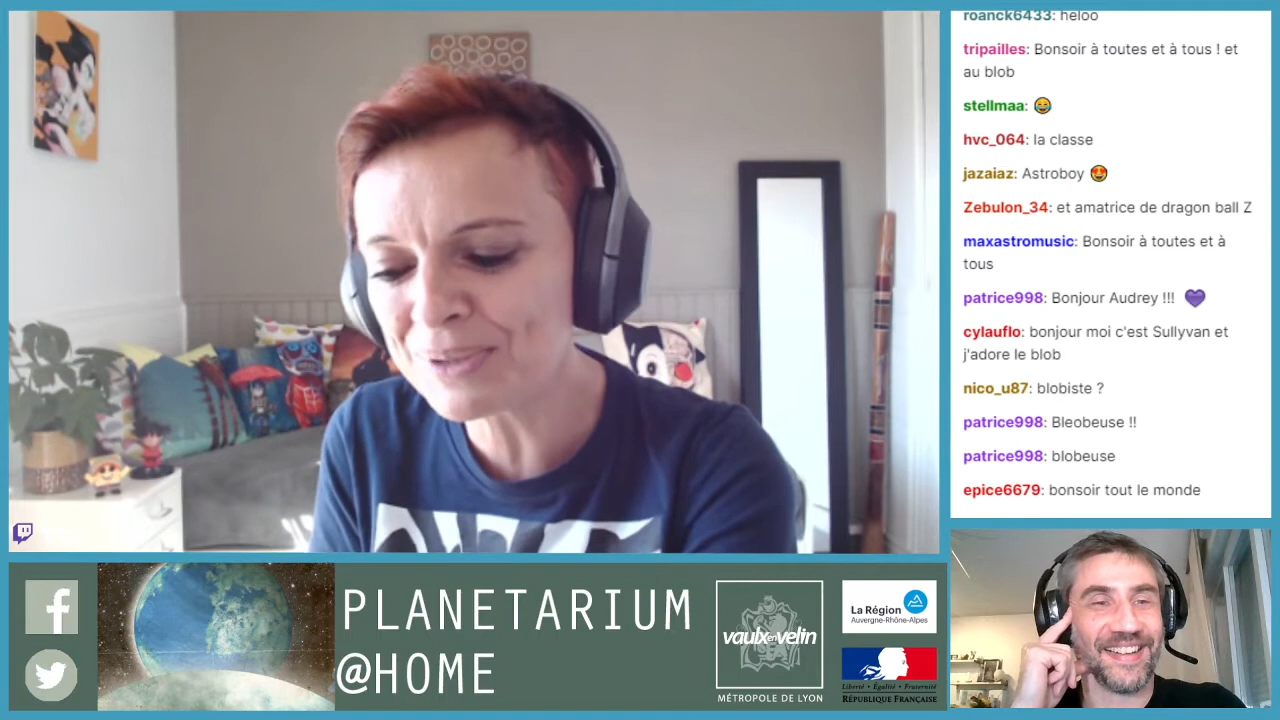 roanck6433: heloo
tripailles: Bonsoir à toutes et à tous ! et
au blob
stellmaa:
hvc_064: la classe
jazaiaz: Astroboy
Zebulon_34: et amatrice de dragon ball Z
maxastromusic: Bonsoir à toutes et à
tous
patrice998: Bonjour Audrey !!!
cylauflo: bonjour moi c'est Sullyvan et
j'adore le blob
nico_u87: blobiste ?
patrice998: Bleobeuse !!
patrice998: blobeuse
epice6679: bonsoir tout le monde
PLANETARIUM
@HOME
vaulx en velin
MÉTROPOLE DE LYON
La Région
Auvergne-Rhône-Alpes
Liberté • Égalité • Fraternité
RÉPUBLIQUE FRANÇAISE